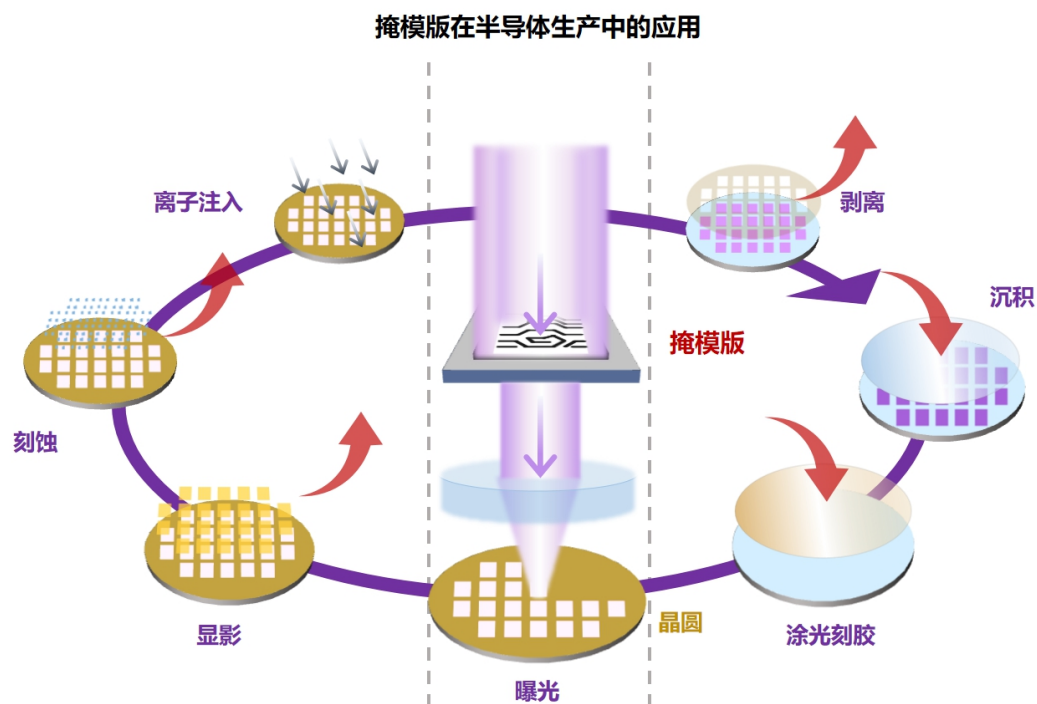 掩模版在半导体生产中的应用
离子注入
剥离
沉积
掩模版
刻蚀
显影
晶圆
涂光刻胶
曝光